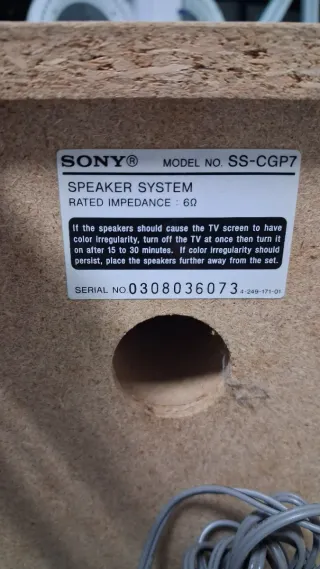 SONY® MODEL NO. SS-CGP7
SPEAKER SYSTEM
RATED IMPEDANCE : 6Ω
If the speakers should cause the TV screen to have
color irregularity, turn off the TV at once then turn it
on after 15 to 30 minutes. If color irregularity should
persist, place the speakers further away from the set.
SERIAL NO. 0308036073 4-249-171-01